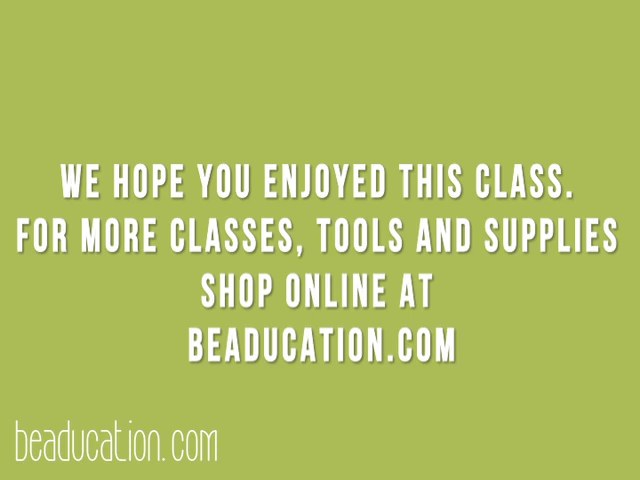 WE HOPE YOU ENJOYED THIS CLASS.
FOR MORE CLASSES, TOOLS AND SUPPLIES
SHOP ONLINE AT
BEADUCATION.COM
beaducation.com